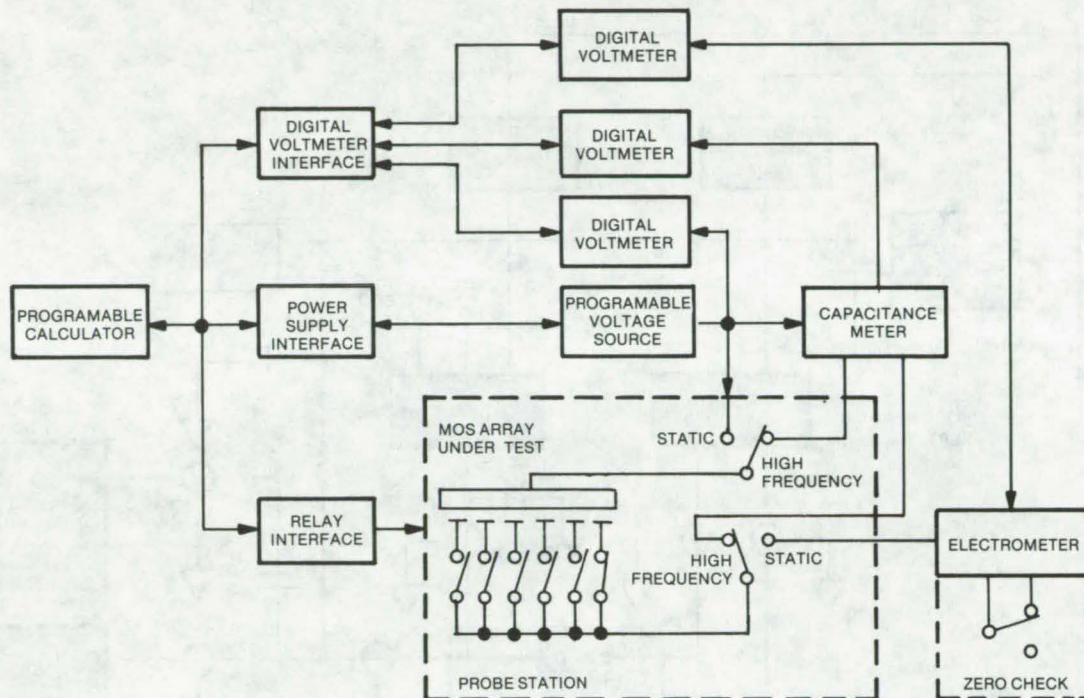 DIGITAL
VOLTMETER
DIGITAL
VOLTMETER
INTERFACE
DIGITAL
VOLTMETER
DIGITAL
VOLTMETER
PROGRAMABLE
CALCULATOR
POWER
SUPPLY
INTERFACE
PROGRAMABLE
VOLTAGE
SOURCE
CAPACITANCE
METER
MOS ARRAY
UNDER TEST
STATIC
HIGH
FREQUENCY
RELAY
INTERFACE
HIGH
FREQUENCY
STATIC
ELECTROMETER
PROBE STATION
ZERO CHECK